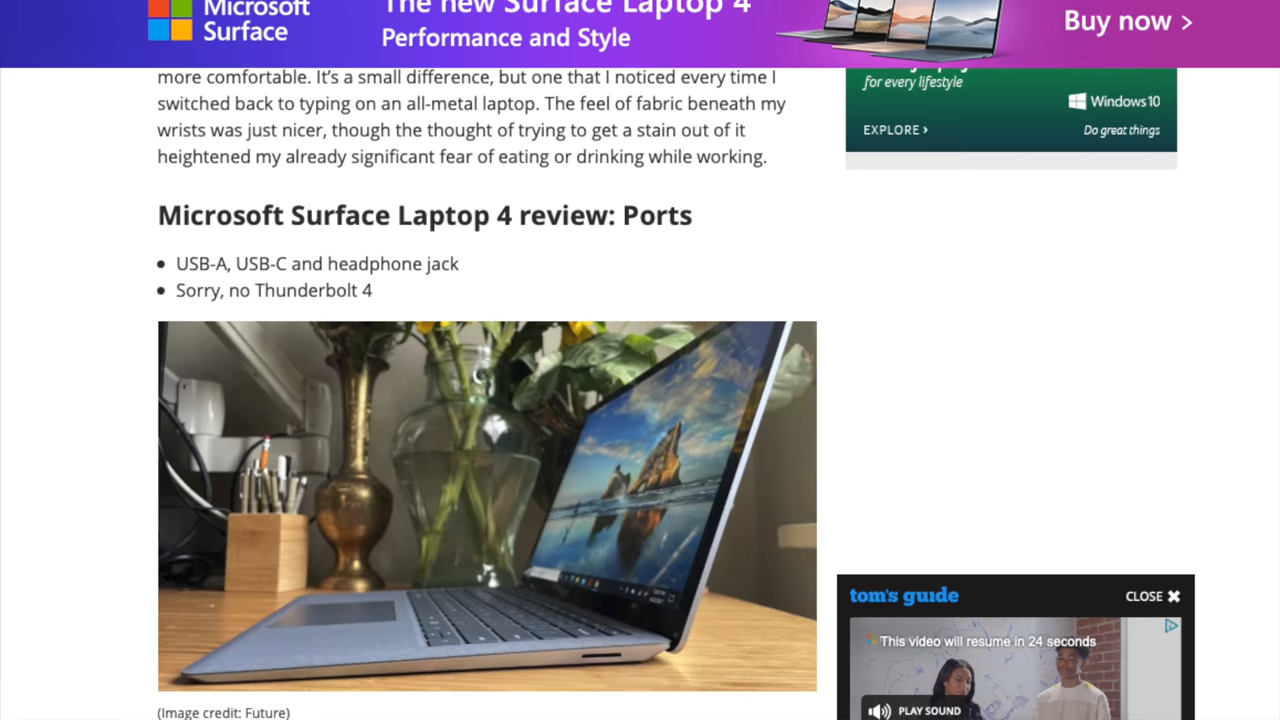 Microsoft
Surface
The new Surface Laptop 4
Performance and Style
Buy now >
more comfortable. It's a small difference, but one that I noticed every time I
switched back to typing on an all-metal laptop. The feel of fabric beneath my
wrists was just nicer, though the thought of trying to get a stain out of it
heightened my already significant fear of eating or drinking while working.
for every lifestyle
Windows 10
EXPLORE >
Do great things
Microsoft Surface Laptop 4 review: Ports
• USB-A, USB-C and headphone jack
• Sorry, no Thunderbolt 4
(Image credit: Future)
tom's guide
CLOSE ✖
This video will resume in 24 seconds
PLAY SOUND